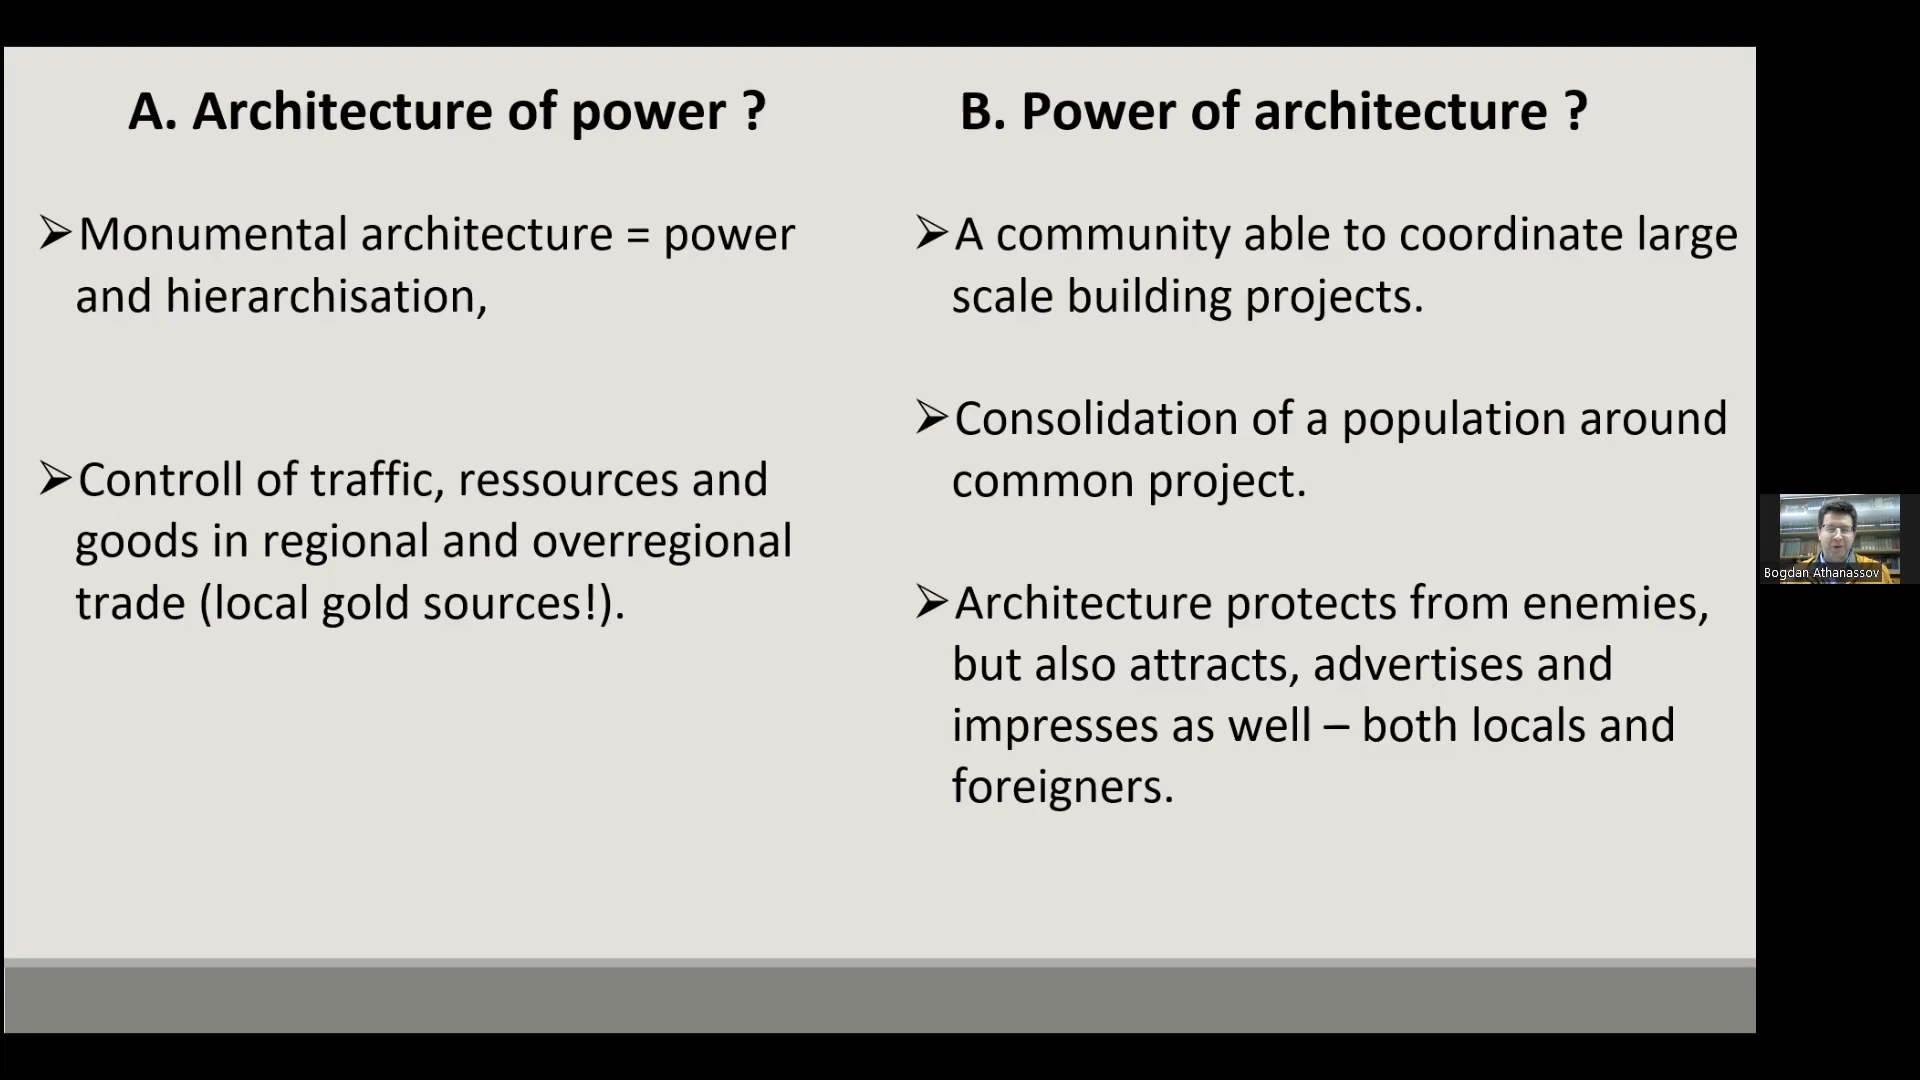 A. Architecture of power ?
➢Monumental architecture = power
and hierarchisation,
➢Controll of traffic, ressources and
goods in regional and overregional
trade (local gold sources!).
B. Power of architecture ?
➢A community able to coordinate large
scale building projects.
➢Consolidation of a population around
common project.
➢Architecture protects from enemies,
but also attracts, advertises and
impresses as well – both locals and
foreigners.
Bogdan Athanassov